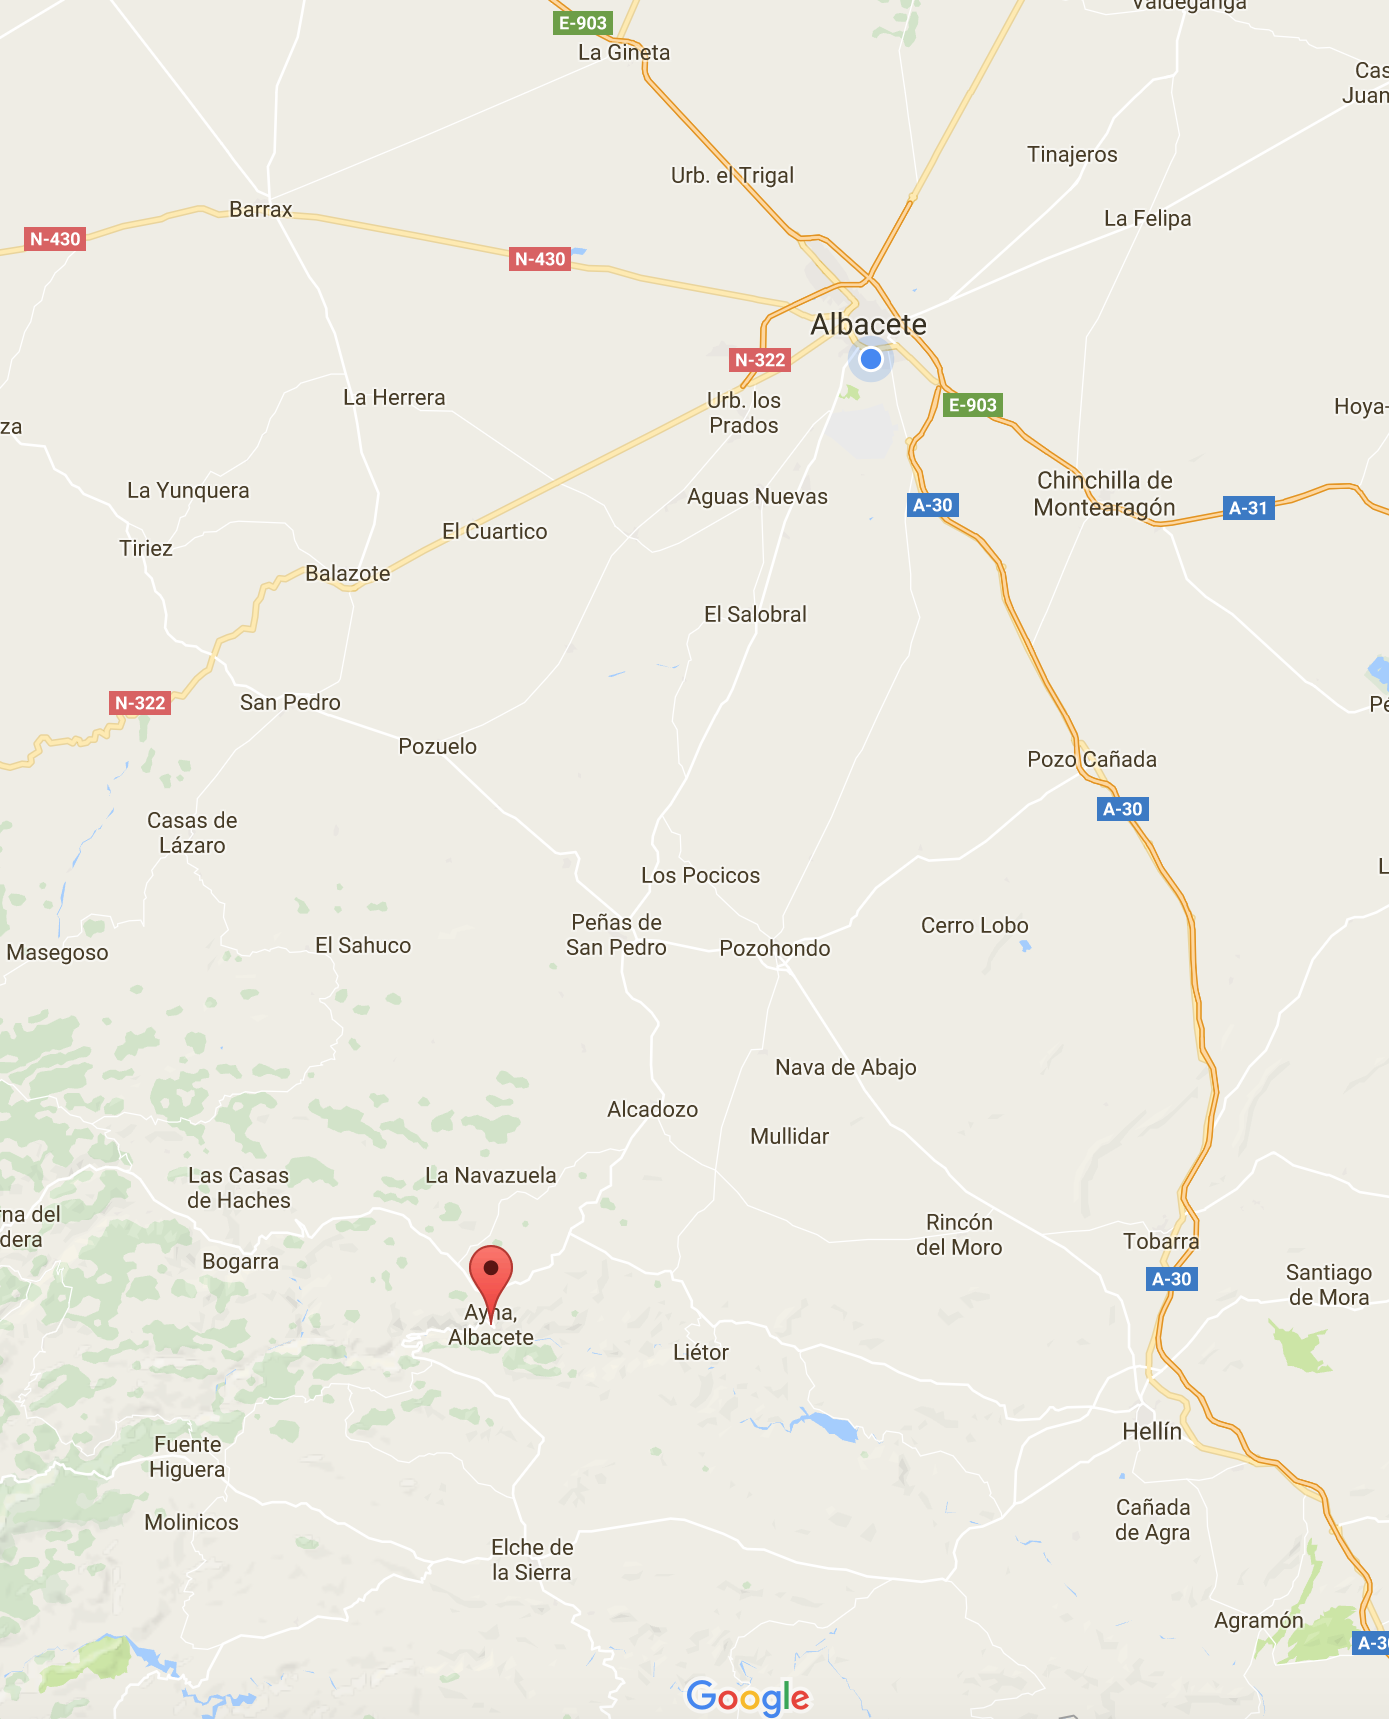 Valdeganga
E-903
La Gineta
Cas
Juan
Tinajeros
Urb. el Trigal
Barrax
La Felipa
N-430
N-430
Albacete
N-322
La Herrera
Urb. los
Prados
E-903
Hoya-
za
Chinchilla de
Montearagón
La Yunquera
Aguas Nuevas
A-30
A-31
El Cuartico
Tiriez
Balazote
El Salobral
N-322
San Pedro
Pé
Pozuelo
Pozo Cañada
A-30
Casas de
Lázaro
L
Los Pocicos
Peñas de
San Pedro
Cerro Lobo
Masegoso
El Sahuco
Pozohondo
Nava de Abajo
Alcadozo
Mullidar
Las Casas
de Haches
La Navazuela
rna del
dera
Rincón
del Moro
Tobarra
Bogarra
A-30
Santiago
de Mora
Ayna,
Albacete
Liétor
Hellín
Fuente
Higuera
Cañada
de Agra
Molinicos
Elche de
la Sierra
Agramón
A-30
Google